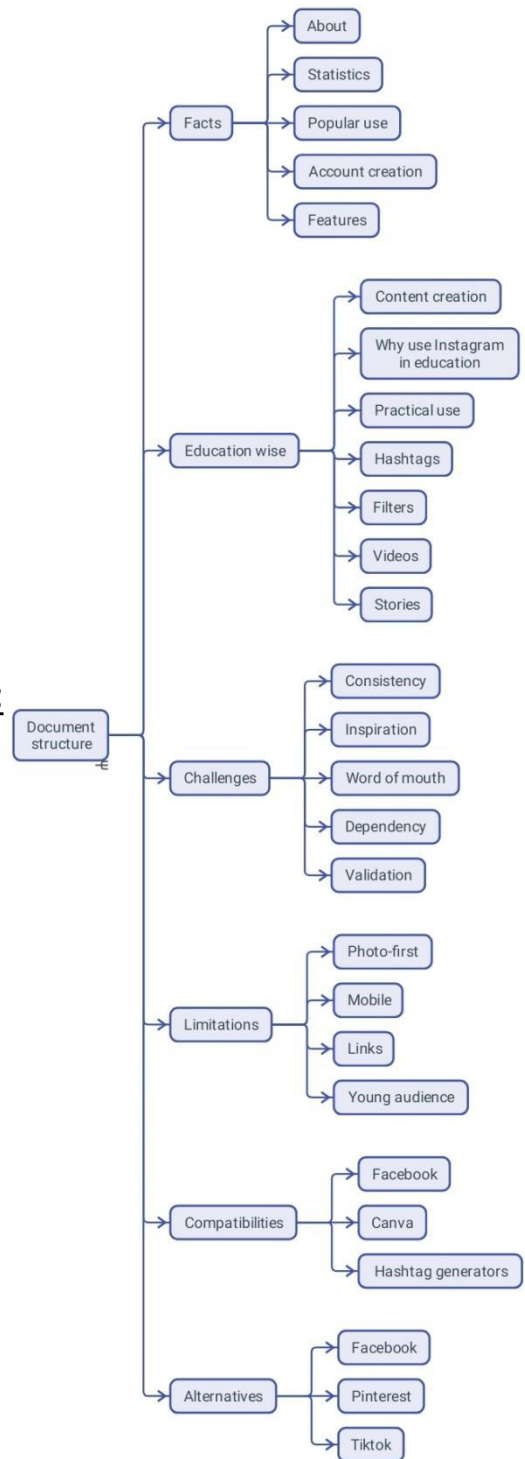 Document
structure
Facts
About
Statistics
Popular use
Account creation
Features
Education wise
Content creation
Why use Instagram
in education
Practical use
Hashtags
Filters
Videos
Stories
Challenges
Consistency
Inspiration
Word of mouth
Dependency
Validation
Limitations
Photo-first
Mobile
Links
Young audience
Compatibilities
Facebook
Canva
Hashtag generators
Alternatives
Facebook
Pinterest
Tiktok